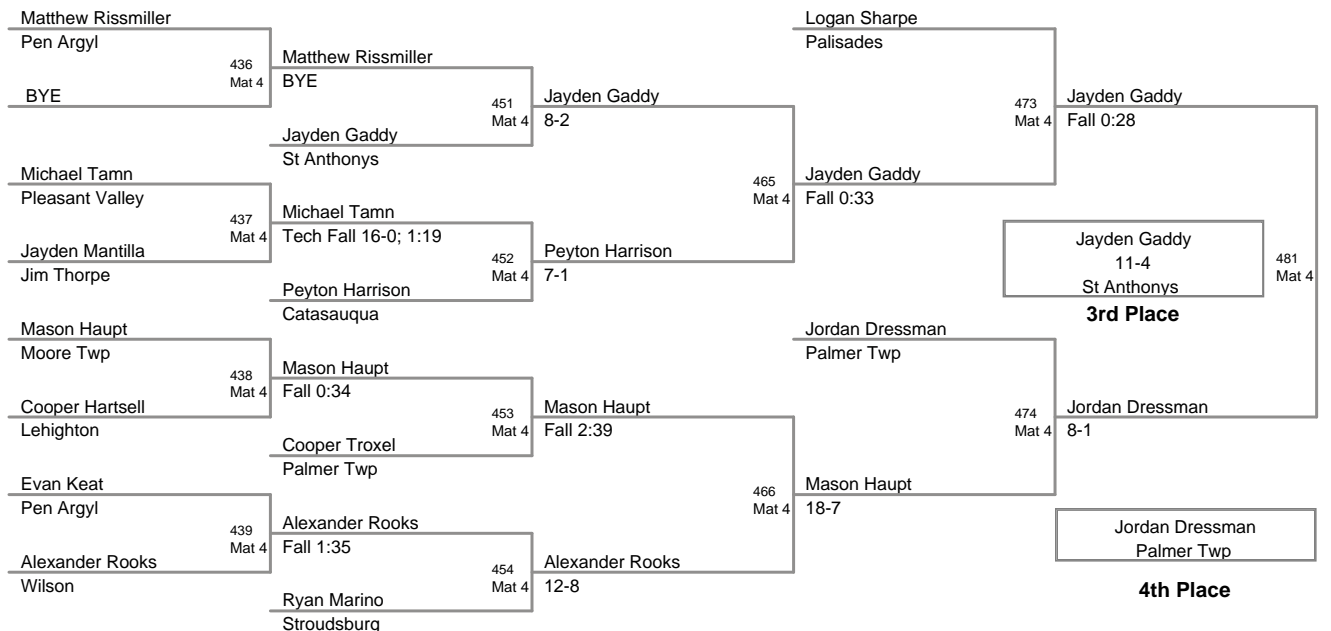 Matthew Rissmiller
Pen Argyl
436
Mat 4
BYE
Matthew Rissmiller
BYE
451
Mat 4
Jayden Gaddy
St Anthonys
Michael Tamn
Pleasant Valley
437
Mat 4
Jayden Mantilla
Jim Thorpe
Michael Tamn
Tech Fall 16-0; 1:19
452
Mat 4
Peyton Harrison
Catasauqua
Mason Haupt
Moore Twp
438
Mat 4
Cooper Hartsell
Lehighton
Mason Haupt
Fall 0:34
453
Mat 4
Cooper Troxel
Palmer Twp
Evan Keat
Pen Argyl
439
Mat 4
Alexander Rooks
Wilson
Alexander Rooks
Fall 1:35
454
Mat 4
Ryan Marino
Stroudsburg
Jayden Gaddy
8-2
465
Mat 4
Peyton Harrison
7-1
Mason Haupt
Fall 2:39
466
Mat 4
Alexander Rooks
12-8
Logan Sharpe
Palisades
473
Mat 4
Jayden Gaddy
Fall 0:33
Jordan Dressman
Palmer Twp
474
Mat 4
Mason Haupt
18-7
Jayden Gaddy
Fall 0:28
481
Mat 4
Jordan Dressman
8-1
Jayden Gaddy
11-4
St Anthonys
3rd Place
Jordan Dressman
Palmer Twp
4th Place